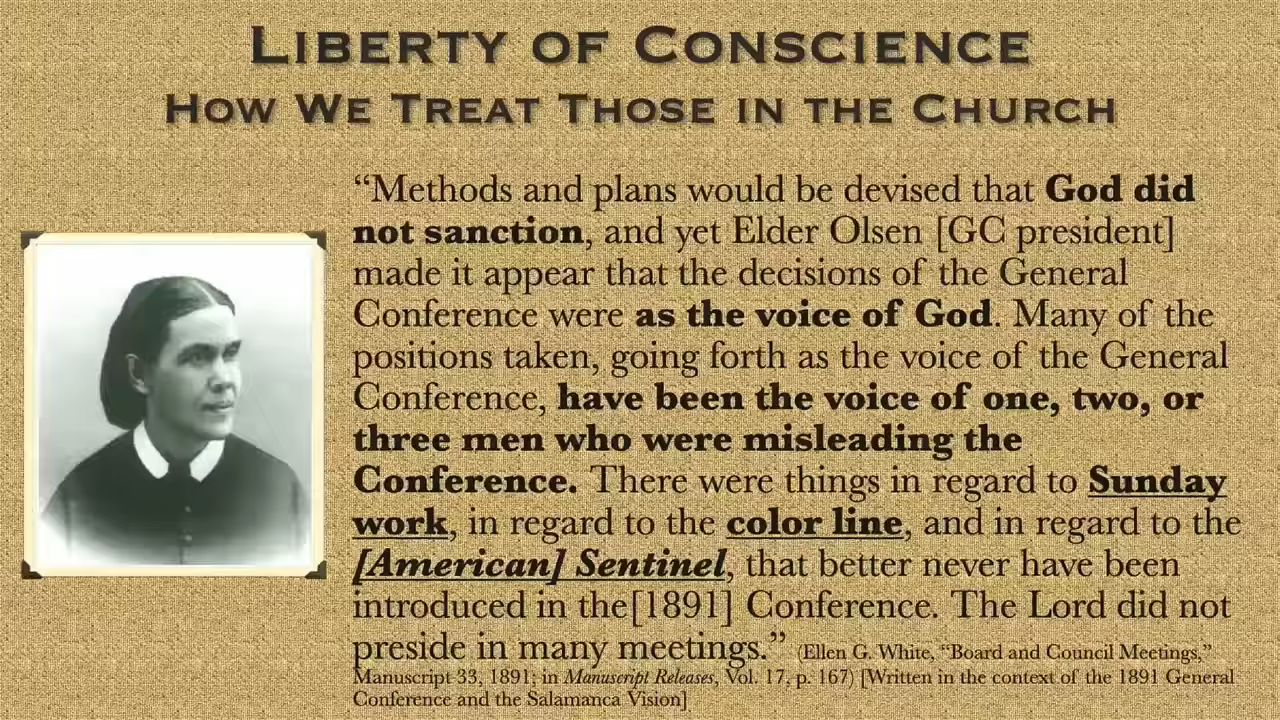 Liberty of Conscience
How We Treat Those in the Church
“Methods and plans would be devised that God did
not sanction, and yet Elder Olsen [GC president]
made it appear that the decisions of the General
Conference were as the voice of God. Many of the
positions taken, going forth as the voice of the General
Conference, have been the voice of one, two, or
three men who were misleading the
Conference. There were things in regard to Sunday
work, in regard to the color line, and in regard to the
[American] Sentinel, that better never have been
introduced in the[1891] Conference. The Lord did not
preside in many meetings.” (Ellen G. White, “Board and Council Meetings,”
Manuscript 33, 1891; in Manuscript Releases, Vol. 17, p. 167) [Written in the context of the 1891 General
Conference and the Salamanca Vision]